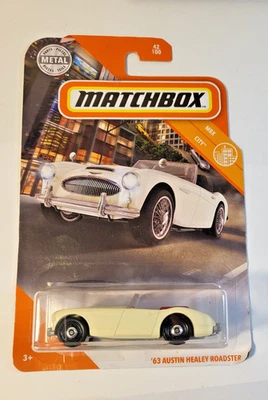 METAL
MATCHBOX
42
100
MBX
CITY
3+
'63 AUSTIN HEALEY ROADSTER